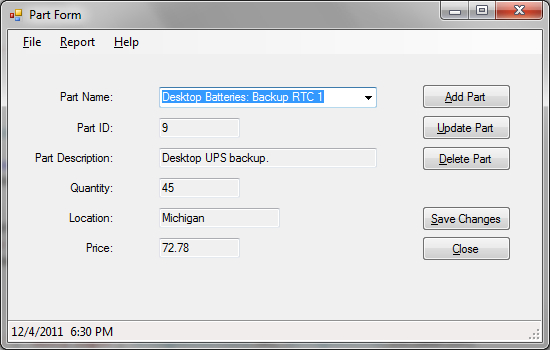 Part Form
File Report Help
Part Name: Desktop Batteries: Backup RTC 1 Add Part
Part ID: 9 Update Part
Part Description: Desktop UPS backup. Delete Part
Quantity: 45
Location: Michigan Save Changes
Price: 72.78 Close
12/4/2011 6:30 PM